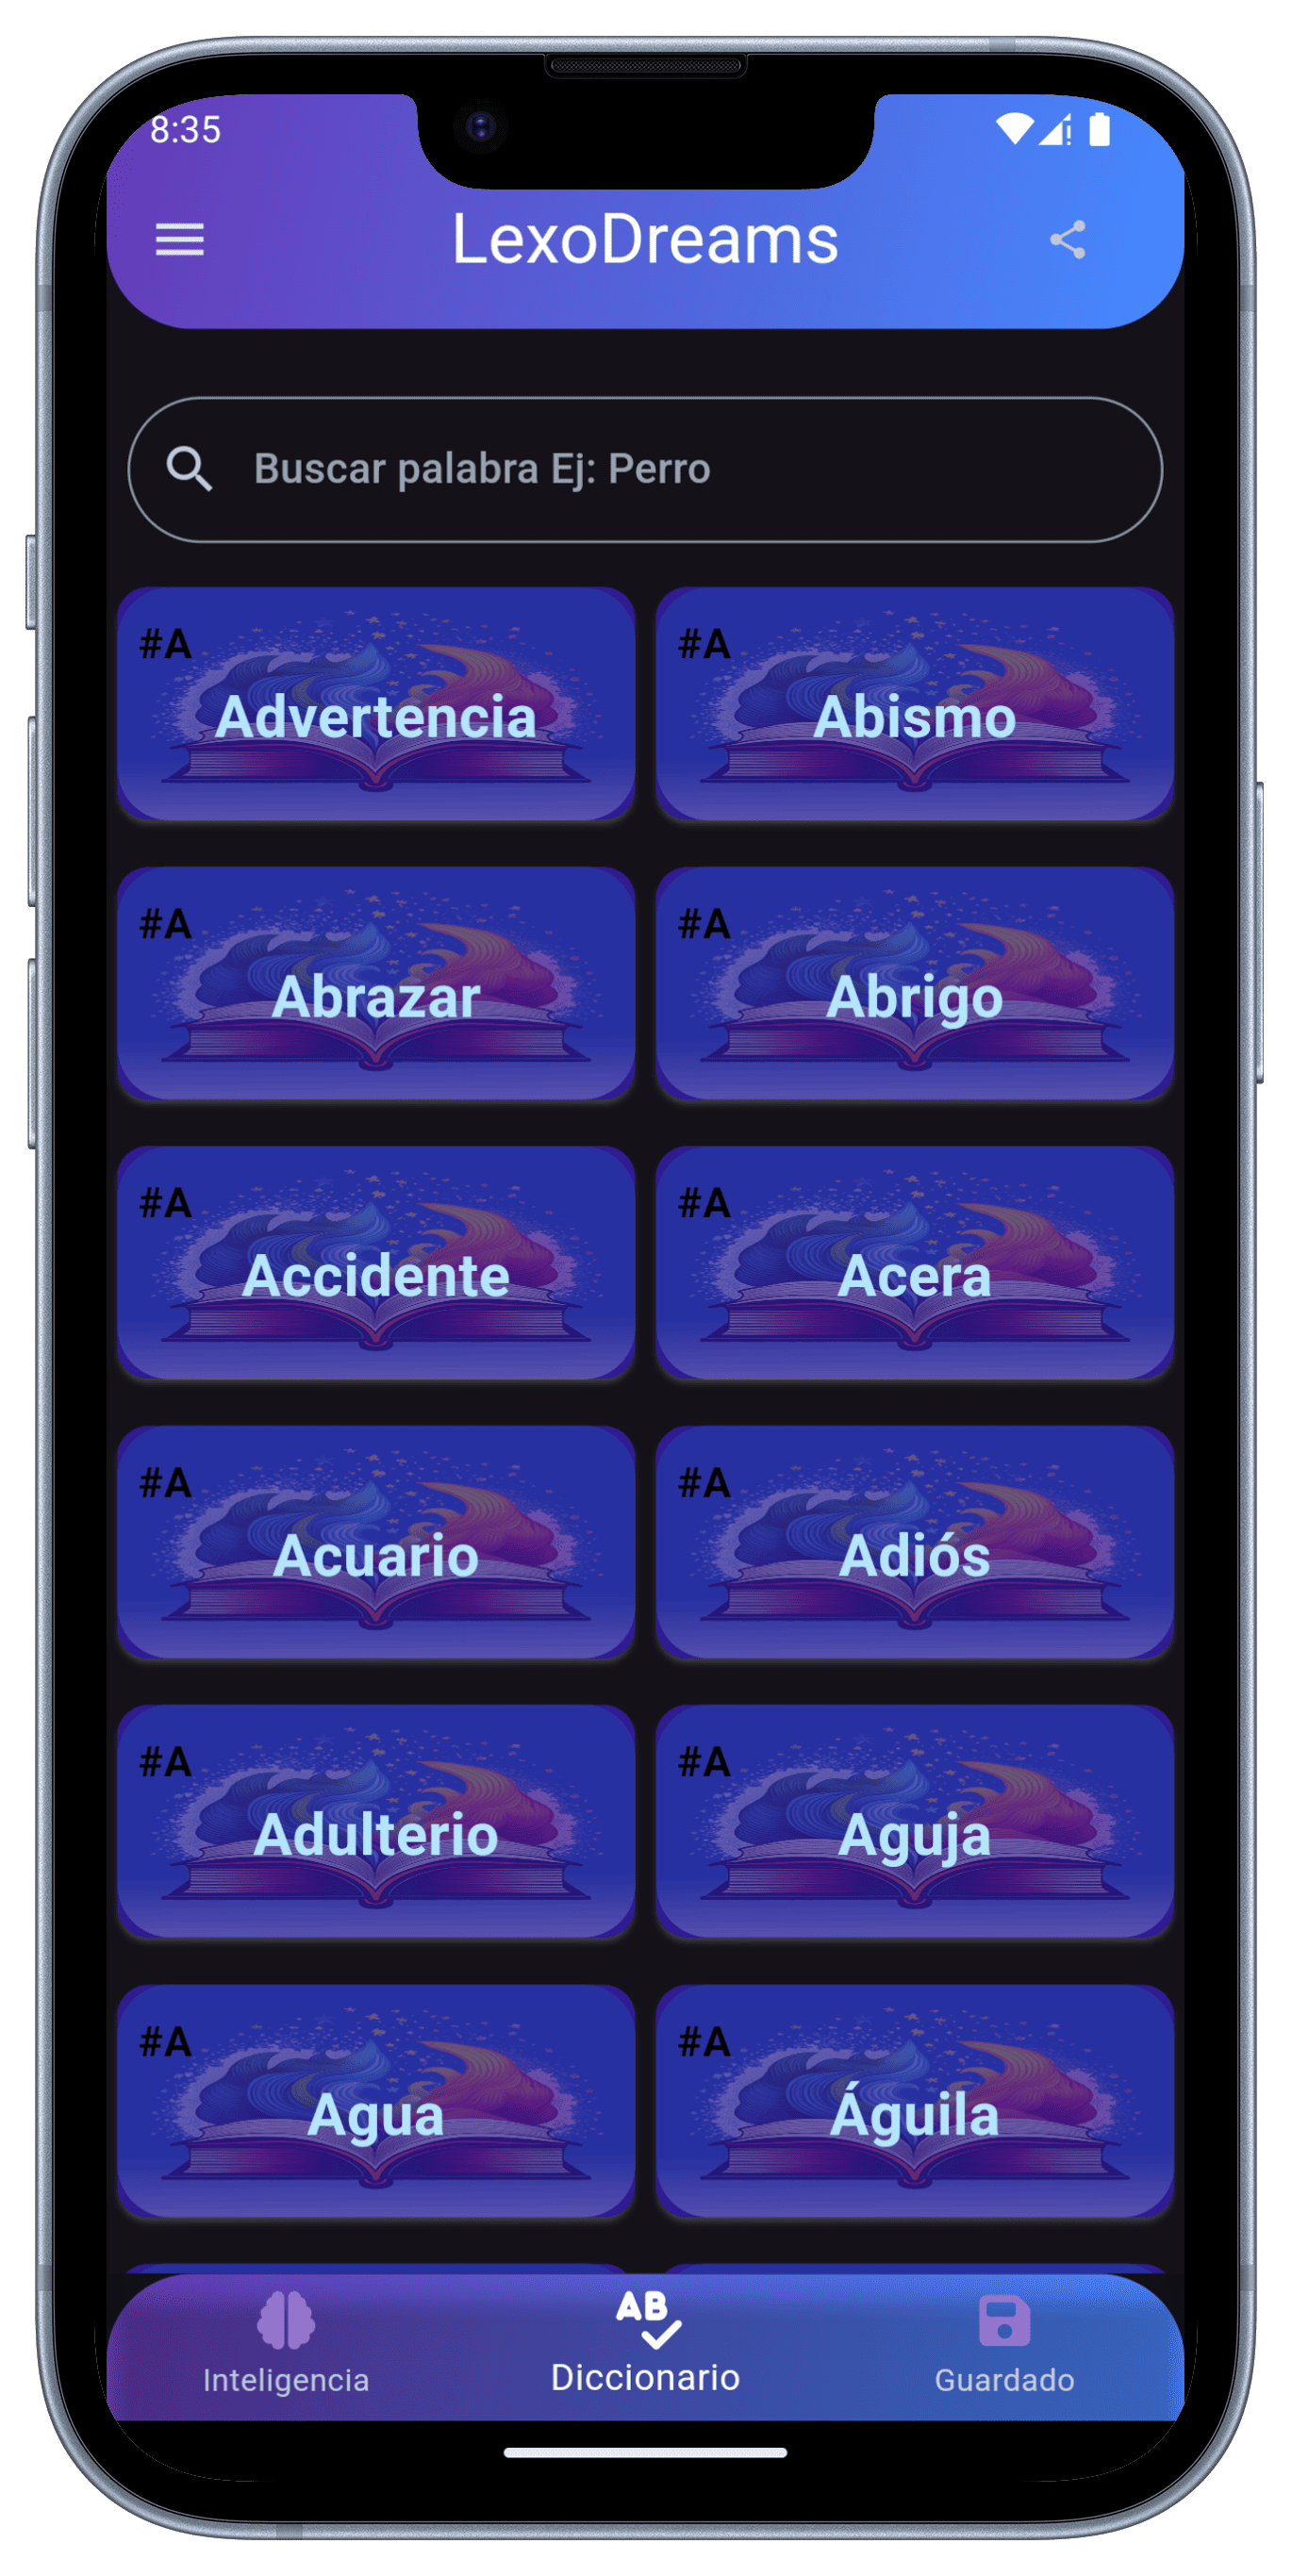 8:35
LexoDreams
Buscar palabra Ej: Perro
#A
Advertencia
#A
Abismo
#A
Abrazar
#A
Abrigo
#A
Accidente
#A
Acera
#A
Acuario
#A
Adiós
#A
Adulterio
#A
Aguja
#A
Agua
#A
Águila
AB
Inteligencia
Diccionario
Guardado